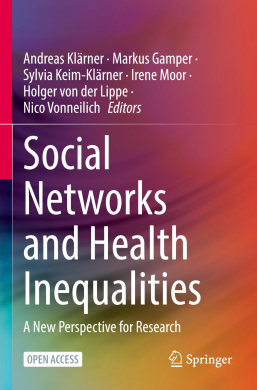 Andreas Klärner · Markus Gamper ·
Sylvia Keim-Klärner · Irene Moor ·
Holger von der Lippe ·
Nico Vonneilich Editors
Social
Networks
and Health
Inequalities
A New Perspective for Research
OPEN ACCESS
Springer